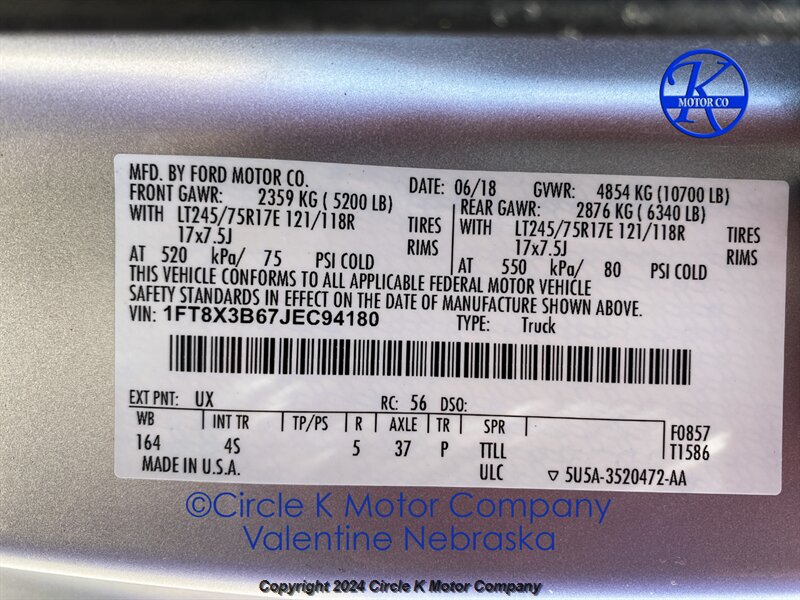 K
MOTOR CO
MFD. BY FORD MOTOR CO. DATE: 06/18 GVWR: 4854 KG (10700 LB)
FRONT GAWR: 2359 KG ( 5200 LB) REAR GAWR: 2876 KG ( 6340 LB)
WITH LT245/75R17E 121/118R TIRES WITH LT245/75R17E 121/118R TIRES
17x7.5J RIMS 17x7.5J RIMS
AT 520 kPa/ 75 PSI COLD AT 550 kPa/ 80 PSI COLD
THIS VEHICLE CONFORMS TO ALL APPLICABLE FEDERAL MOTOR VEHICLE
SAFETY STANDARDS IN EFFECT ON THE DATE OF MANUFACTURE SHOWN ABOVE.
VIN: 1FT8X3B67JEC94180 TYPE: Truck
EXT PNT: UX RC: 56 DSO:
WB INT TR TP/PS R AXLE TR SPR F0857
164 4S 5 37 P TTLL T1586
MADE IN U.S.A. ULC 5U5A-3520472-AA
©Circle K Motor Company
Valentine Nebraska
Copyright 2024 Circle K Motor Company